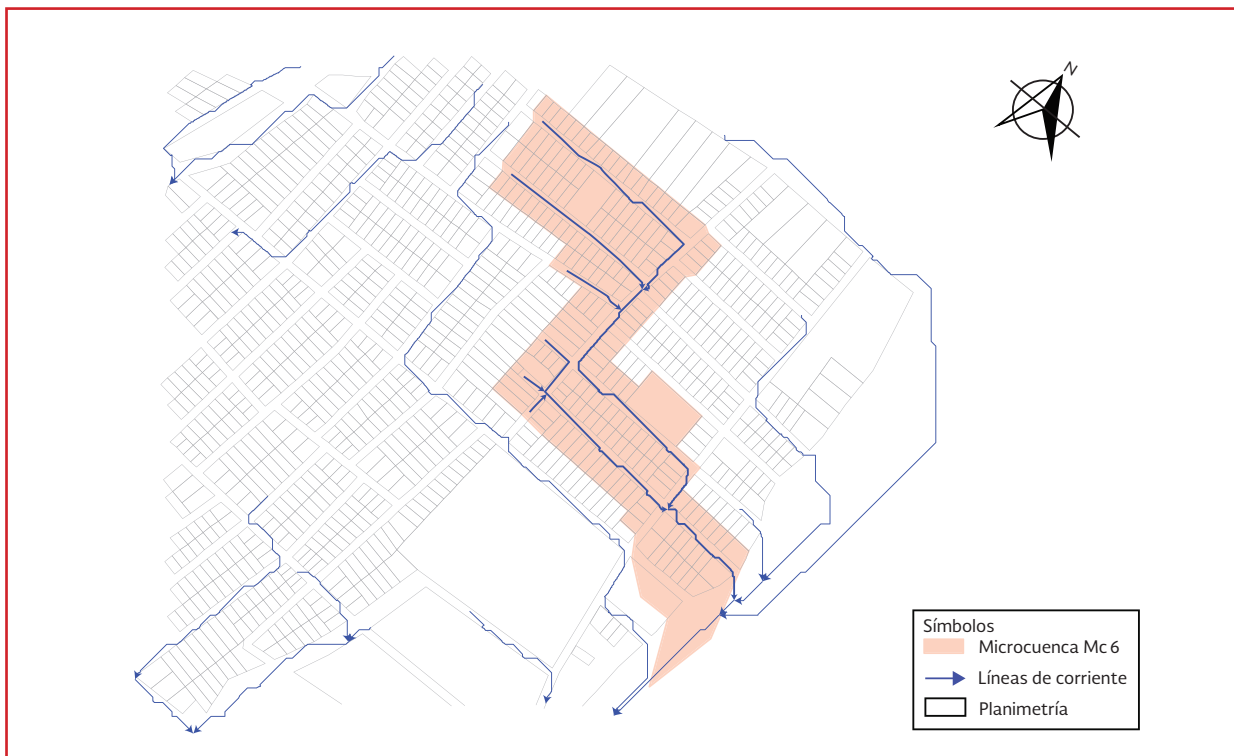 N
Símbolos
Microcuenca Mc 6
Líneas de corriente
Planimetría